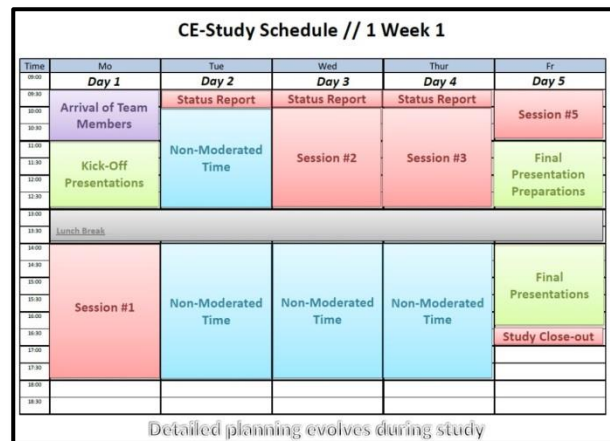 CE-Study Schedule // 1 Week 1
Time Mo Tue Wed Thur Fr
09:00 Day 1 Day 2 Day 3 Day 4 Day 5
09:30
10:00
10:30
11:00
11:30
12:00
12:30
13:00
13:30
14:00
14:30
15:00
15:30
16:00
16:30
17:00
17:30
18:00
18:30
Arrival of Team
Members
Kick-Off
Presentations
Session #1
Status Report
Non-Moderated
Time
Non-Moderated
Time
Status Report
Session #2
Non-Moderated
Time
Status Report
Session #3
Non-Moderated
Time
Session #5
Final
Presentation
Preparations
Final
Presentations
Study Close-out
Lunch Break
Detailed planning evolves during study